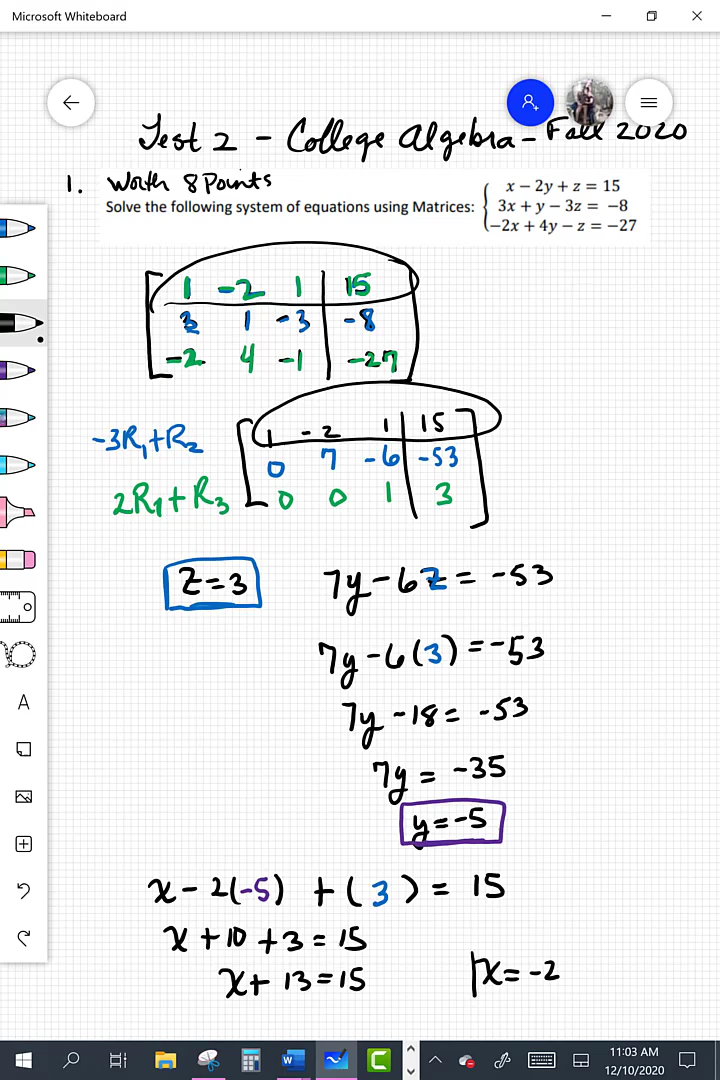 Microsoft Whiteboard
Test 2 - College Algebra - Fall 2020
1. Worth 8 Points
Solve the following system of equations using Matrices:
x − 2y + z = 15
3x + y − 3z = −8
−2x + 4y − z = −27
1 -2 1 | 15
3 1 -3 | -8
-2 4 -1 | -27
1 -2 1 | 15
-3R₁+R₂ 0 7 -6 | -53
2R₁+R₃ 0 0 1 | 3
z=3 7y-6z = -53
7y-6(3) = -53
7y-18 = -53
7y = -35
y=-5
x-2(-5) + (3) = 15
x+10+3=15
x+13=15 x=-2
A
11:03 AM
12/10/2020